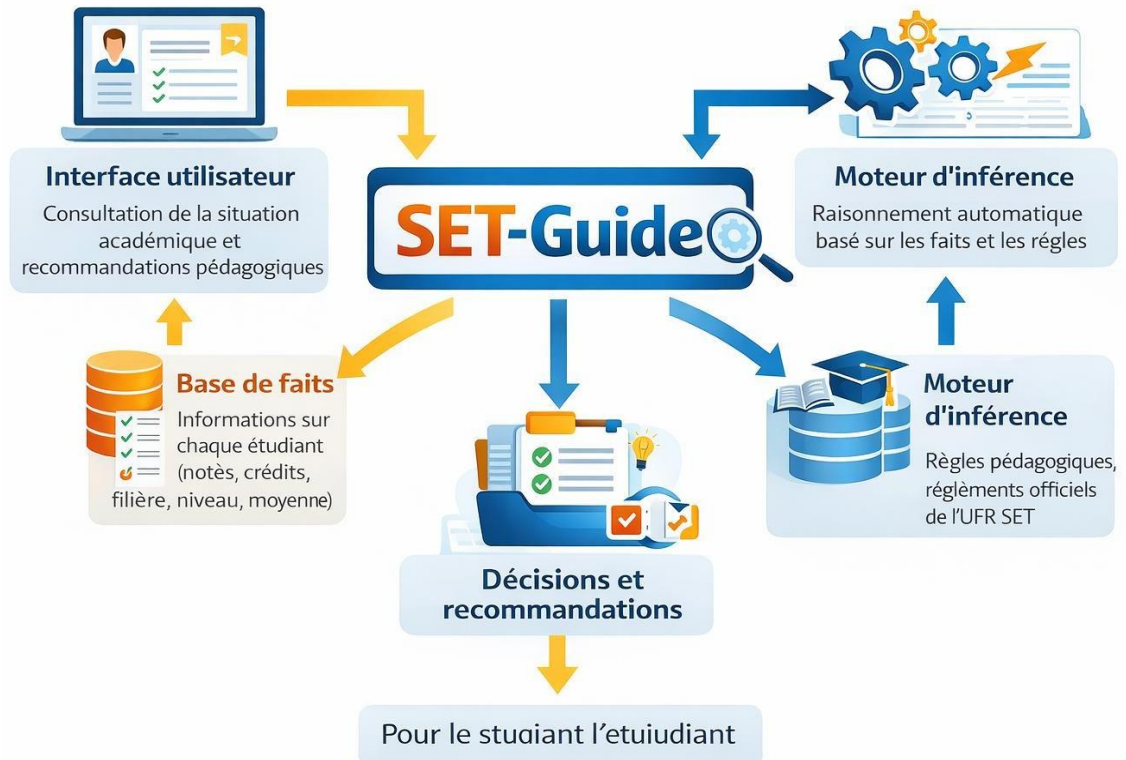 SET-Guide
Interface utilisateur
Consultation de la situation
académique et
recommandations pédagogiques
Moteur d'inférence
Raisonnement automatique
basé sur les faits et les régles
Base de faits
Informations sur
chaque étudiant
(notès, crédits,
filière, niveau, moyenne)
Moteur
d'inférence
Règles pédagogiques,
réglèments officiels
de l'UFR SET
Décisions et
recommandations
Pour le stuqiant l'etuiudiant